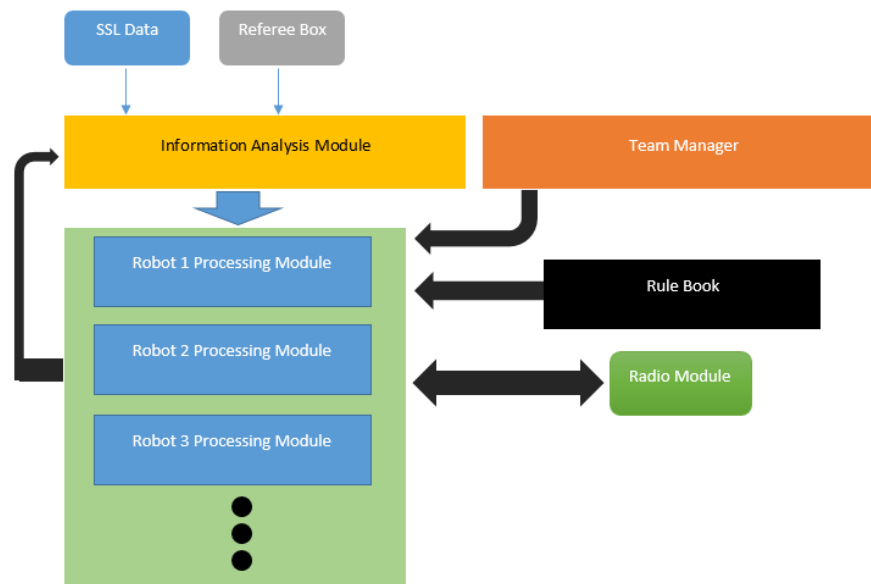 SSL Data
Referee Box
Information Analysis Module
Team Manager
Robot 1 Processing Module
Rule Book
Robot 2 Processing Module
Radio Module
Robot 3 Processing Module